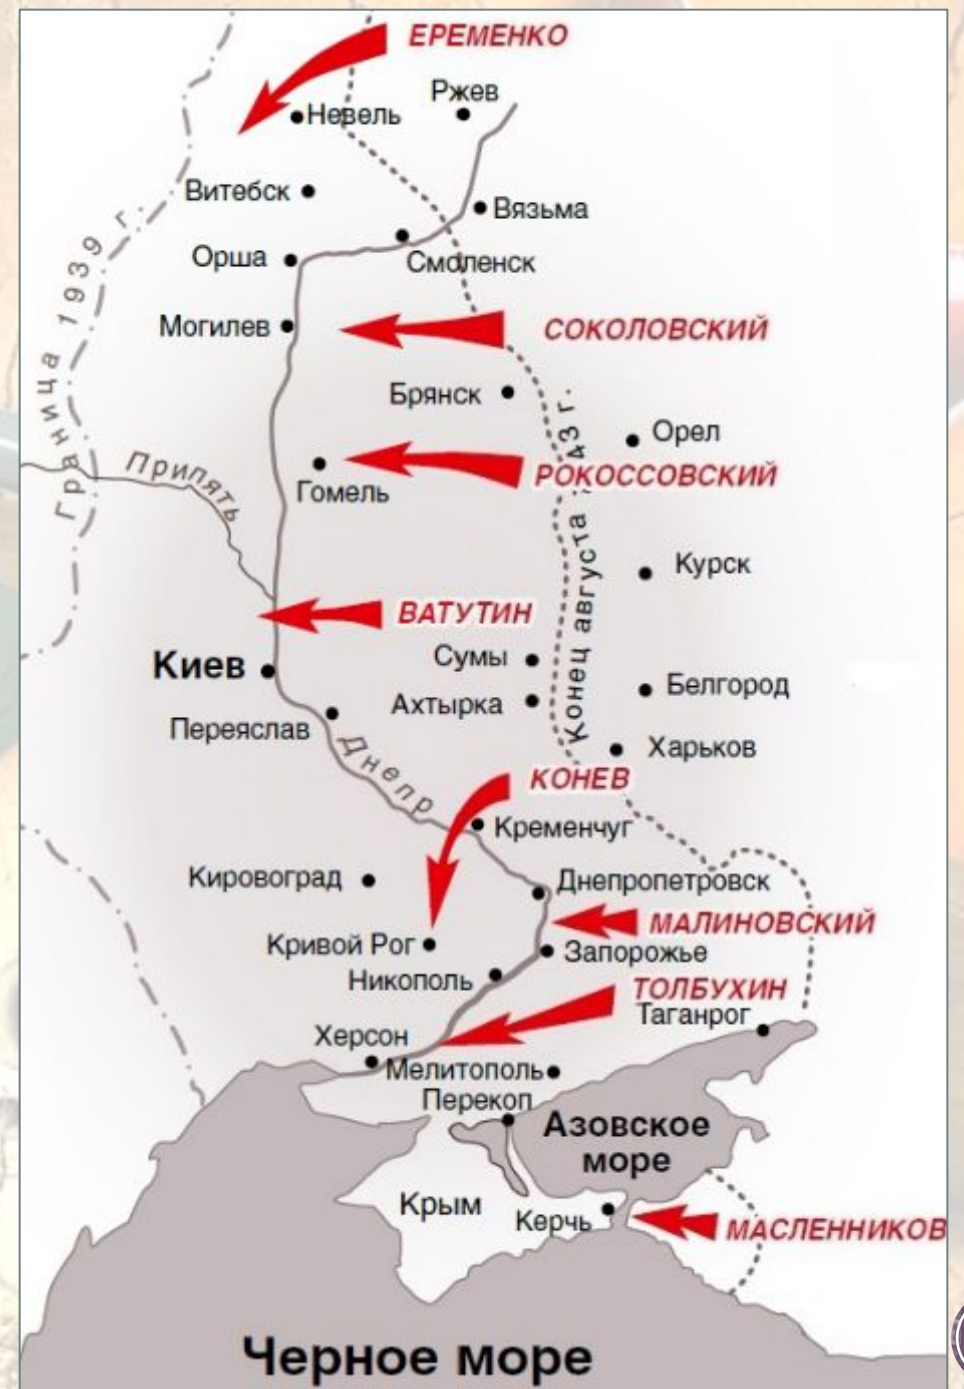 ЕРЕМЕНКО
Ржев
Невель
Витебск
Вязьма
Граница 1939 г.
Орша
Смоленск
Могилев
СОКОЛОВСКИЙ
Брянск
Орел
Припять
РОКОССОВСКИЙ
Гомель
Конец августа 43 г.
Курск
ВАТУТИН
Киев
Сумы
Белгород
Ахтырка
Переяслав
Харьков
Днепр
КОНЕВ
Кременчуг
Кировоград
Днепропетровск
МАЛИНОВСКИЙ
Кривой Рог
Запорожье
Никополь
ТОЛБУХИН
Таганрог
Херсон
Мелитополь
Перекоп
Азовское
море
Крым
Керчь
МАСЛЕННИКОВ
Черное море